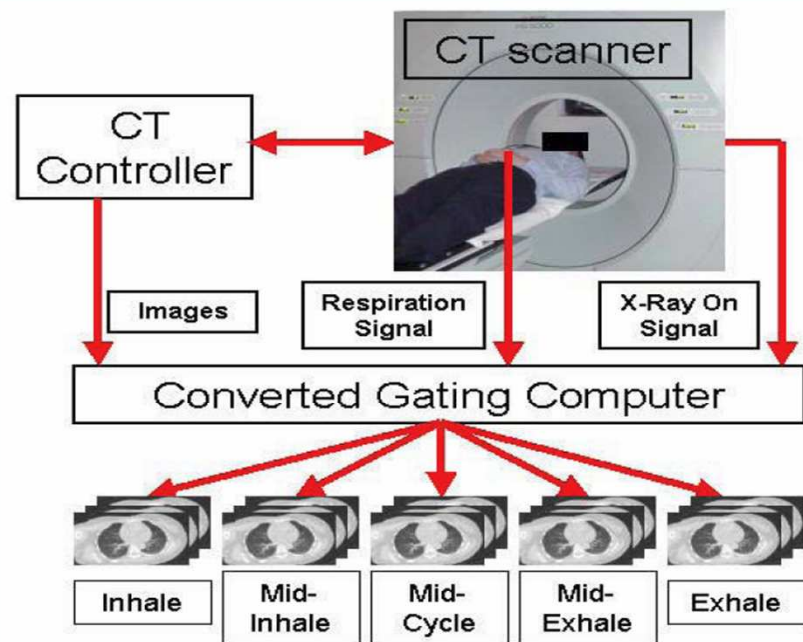 CT scanner
CT
Controller
Images
Respiration
Signal
X-Ray On
Signal
Converted Gating Computer
Inhale
Mid-
Inhale
Mid-
Cycle
Mid-
Exhale
Exhale